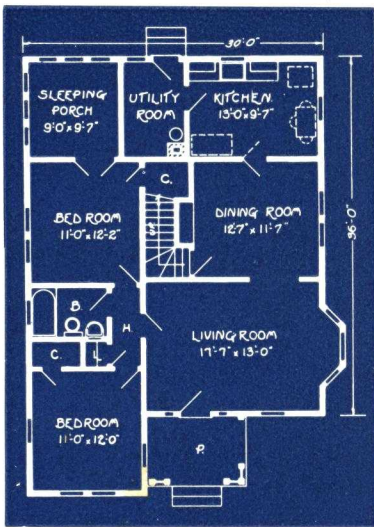 30'-0"
SLEEPING
PORCH
9'-0" x 9'-7"
UTILITY
ROOM
KITCHEN
13'-0" x 9'-7"
C.
UP
BED ROOM
11'-0" x 12'-2"
DINING ROOM
12'-7" x 11'-7"
36'-0"
B.
H.
C.
L.
LIVING ROOM
17'-7" x 13'-0"
BEDROOM
11'-0" x 12'-0"
P.